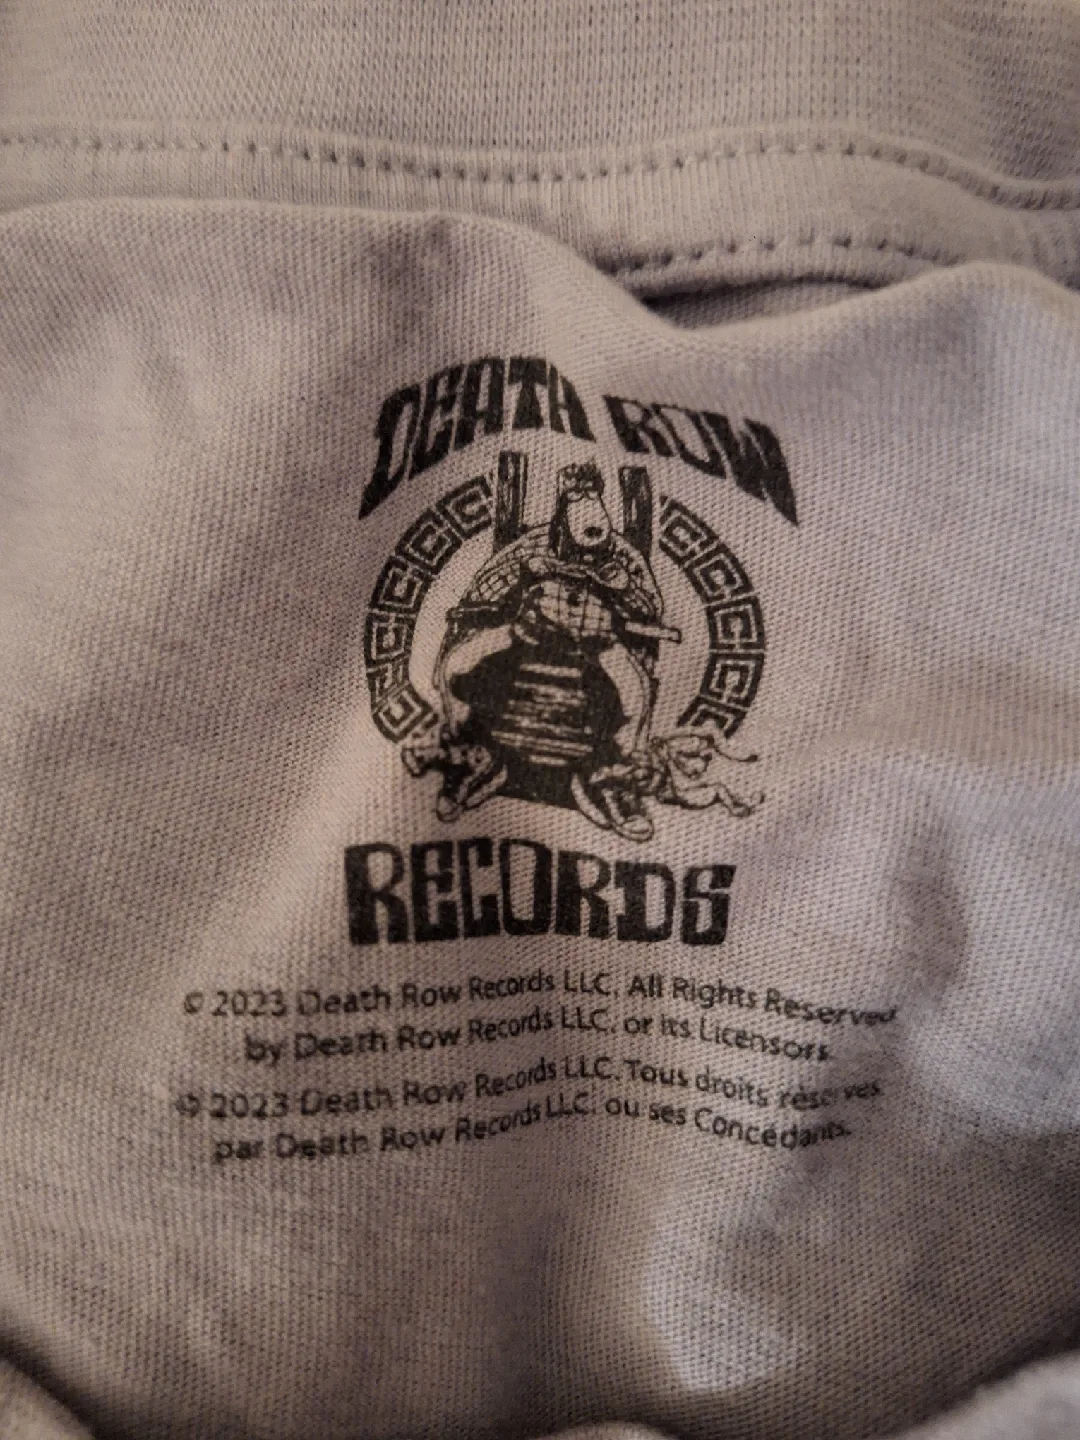 DEATH ROW
RECORDS
© 2023 Death Row Records LLC. All Rights Reserved
by Death Row Records LLC. or its Licensors.
© 2023 Death Row Records LLC. Tous droits réservés
par Death Row Records LLC. ou ses Concédants.